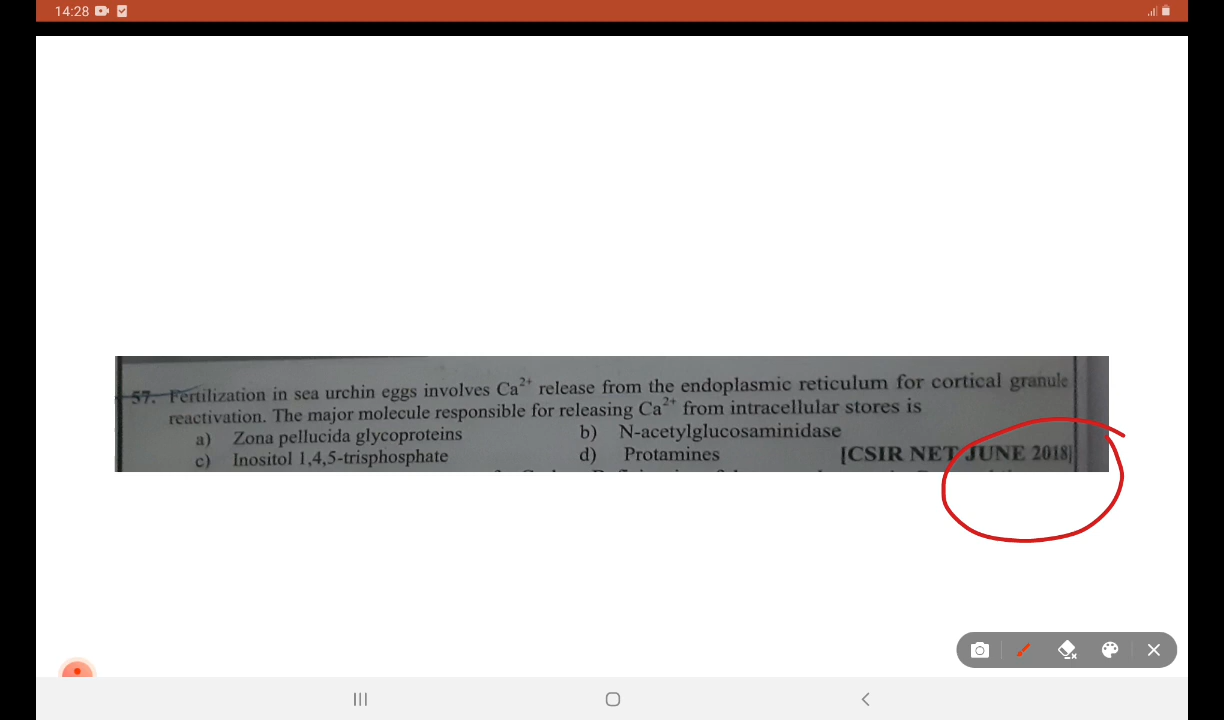 14:28
57. Fertilization in sea urchin eggs involves Ca2+ release from the endoplasmic reticulum for cortical granule
reactivation. The major molecule responsible for releasing Ca2+ from intracellular stores is
a) Zona pellucida glycoproteins b) N-acetylglucosaminidase
c) Inositol 1,4,5-trisphosphate d) Protamines [CSIR NET JUNE 2018]